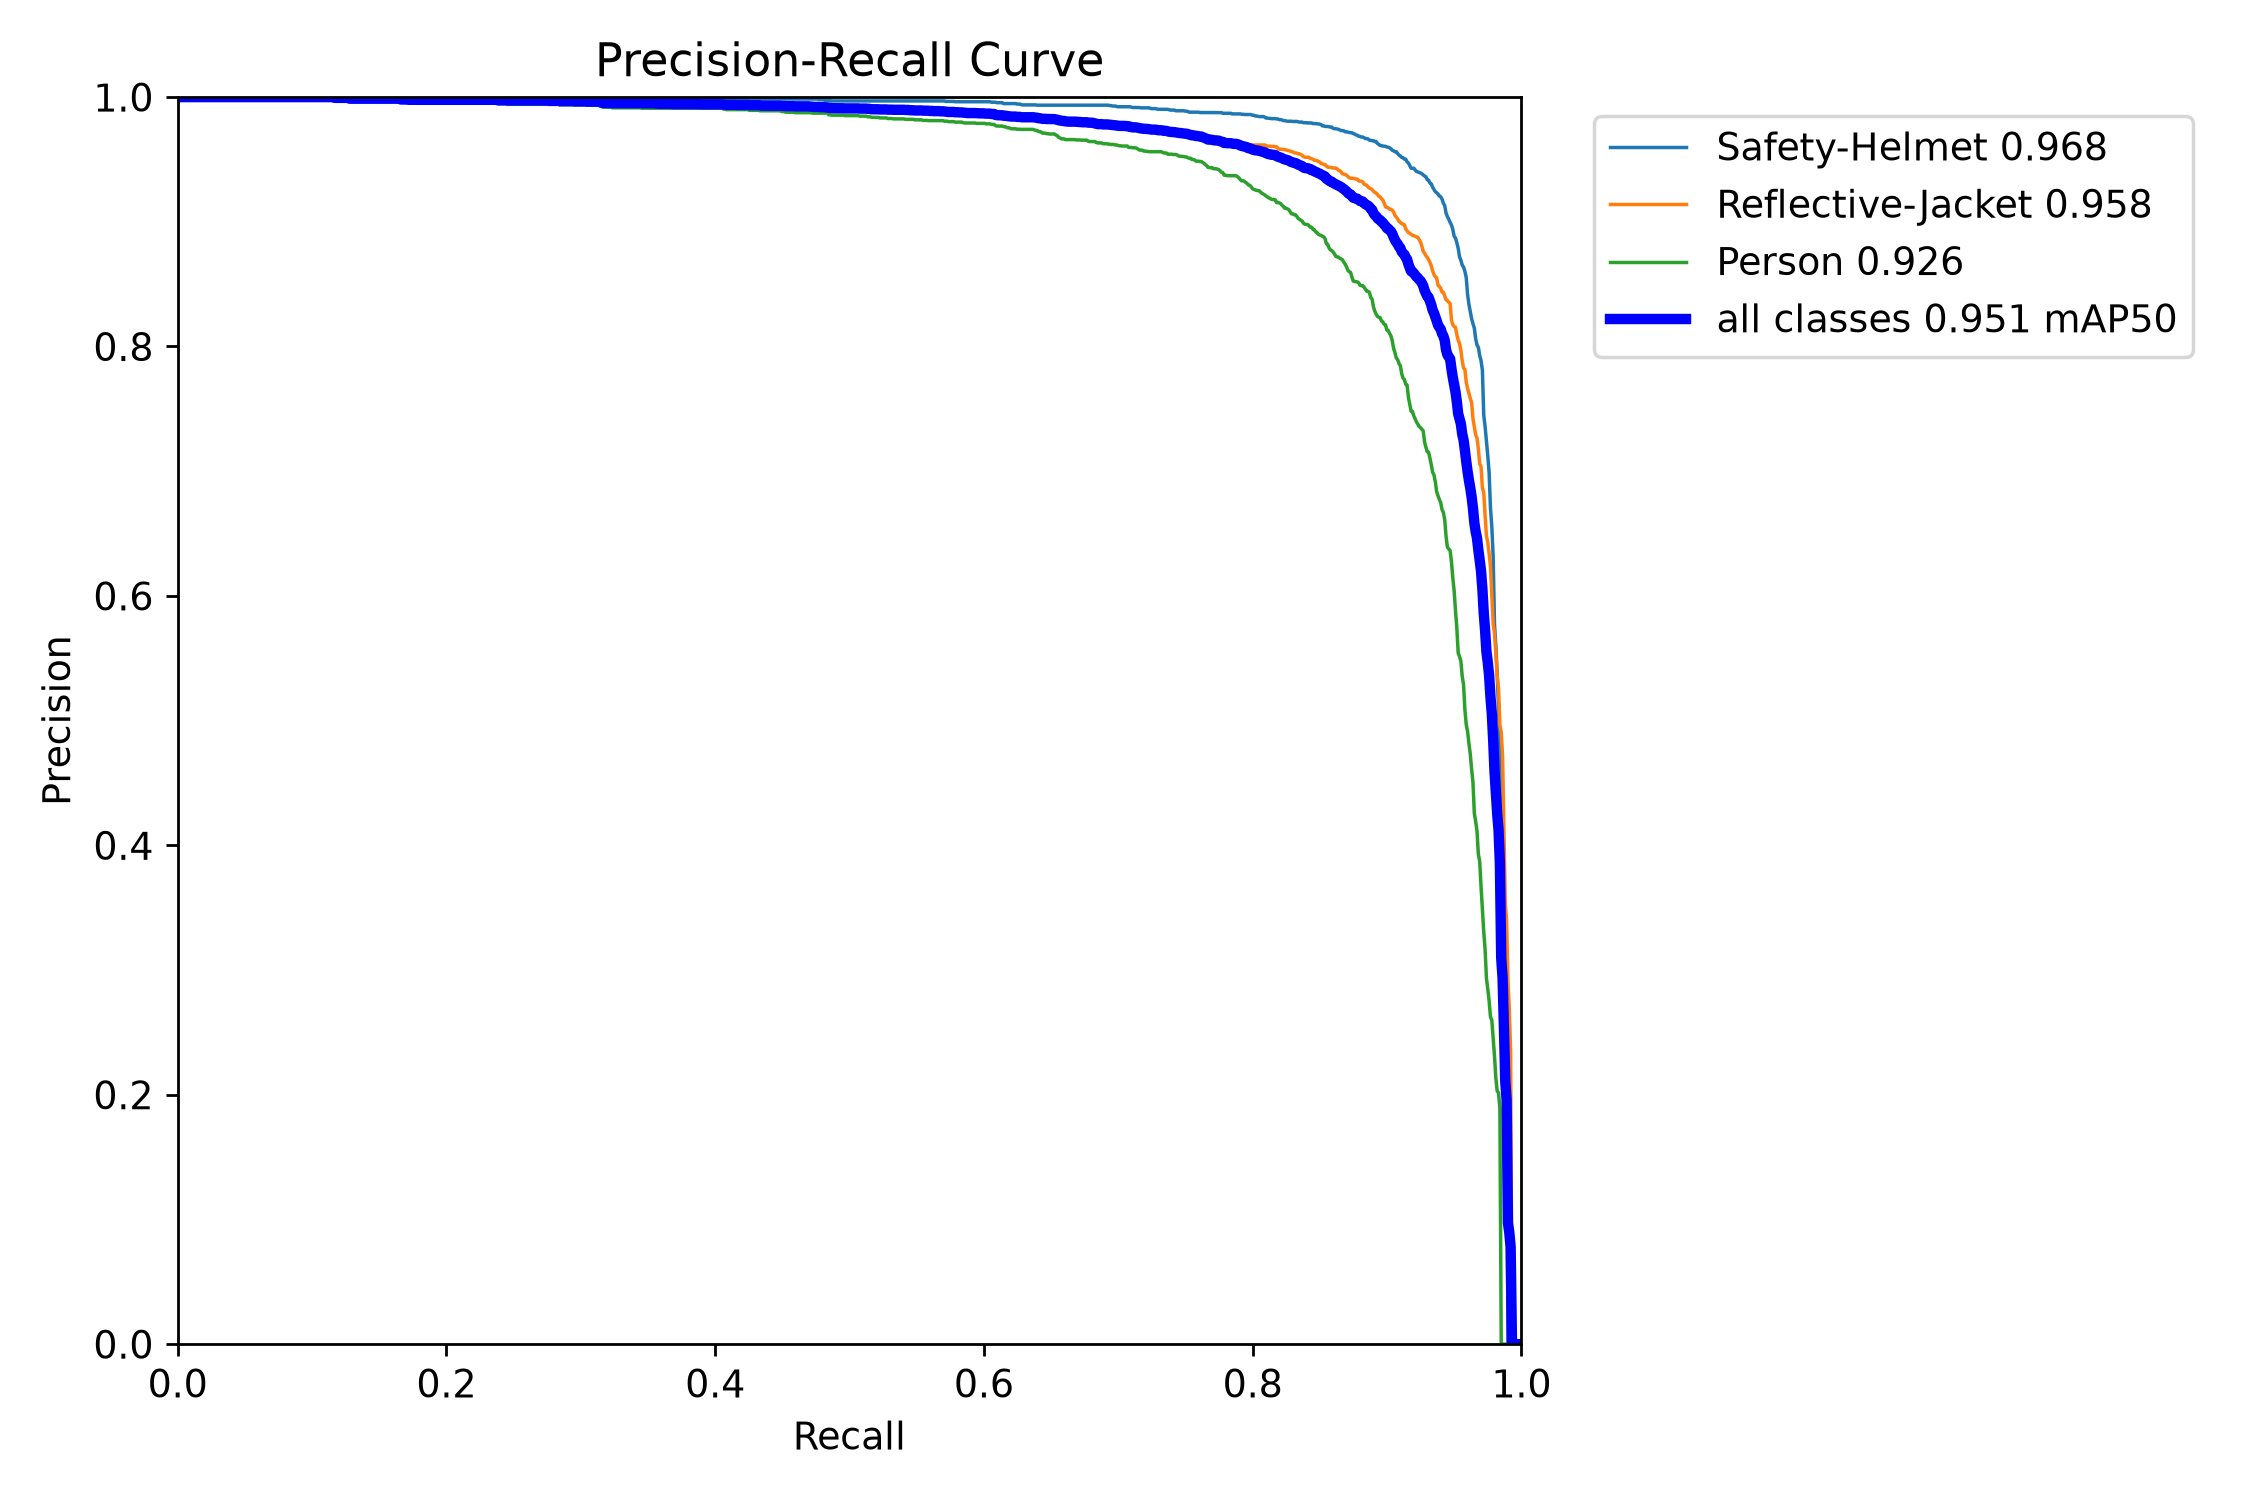 Precision-Recall Curve
1.0
0.8
0.6
0.4
0.2
0.0
Precision
0.0 0.2 0.4 0.6 0.8 1.0
Recall
Safety-Helmet 0.968
Reflective-Jacket 0.958
Person 0.926
all classes 0.951 mAP50